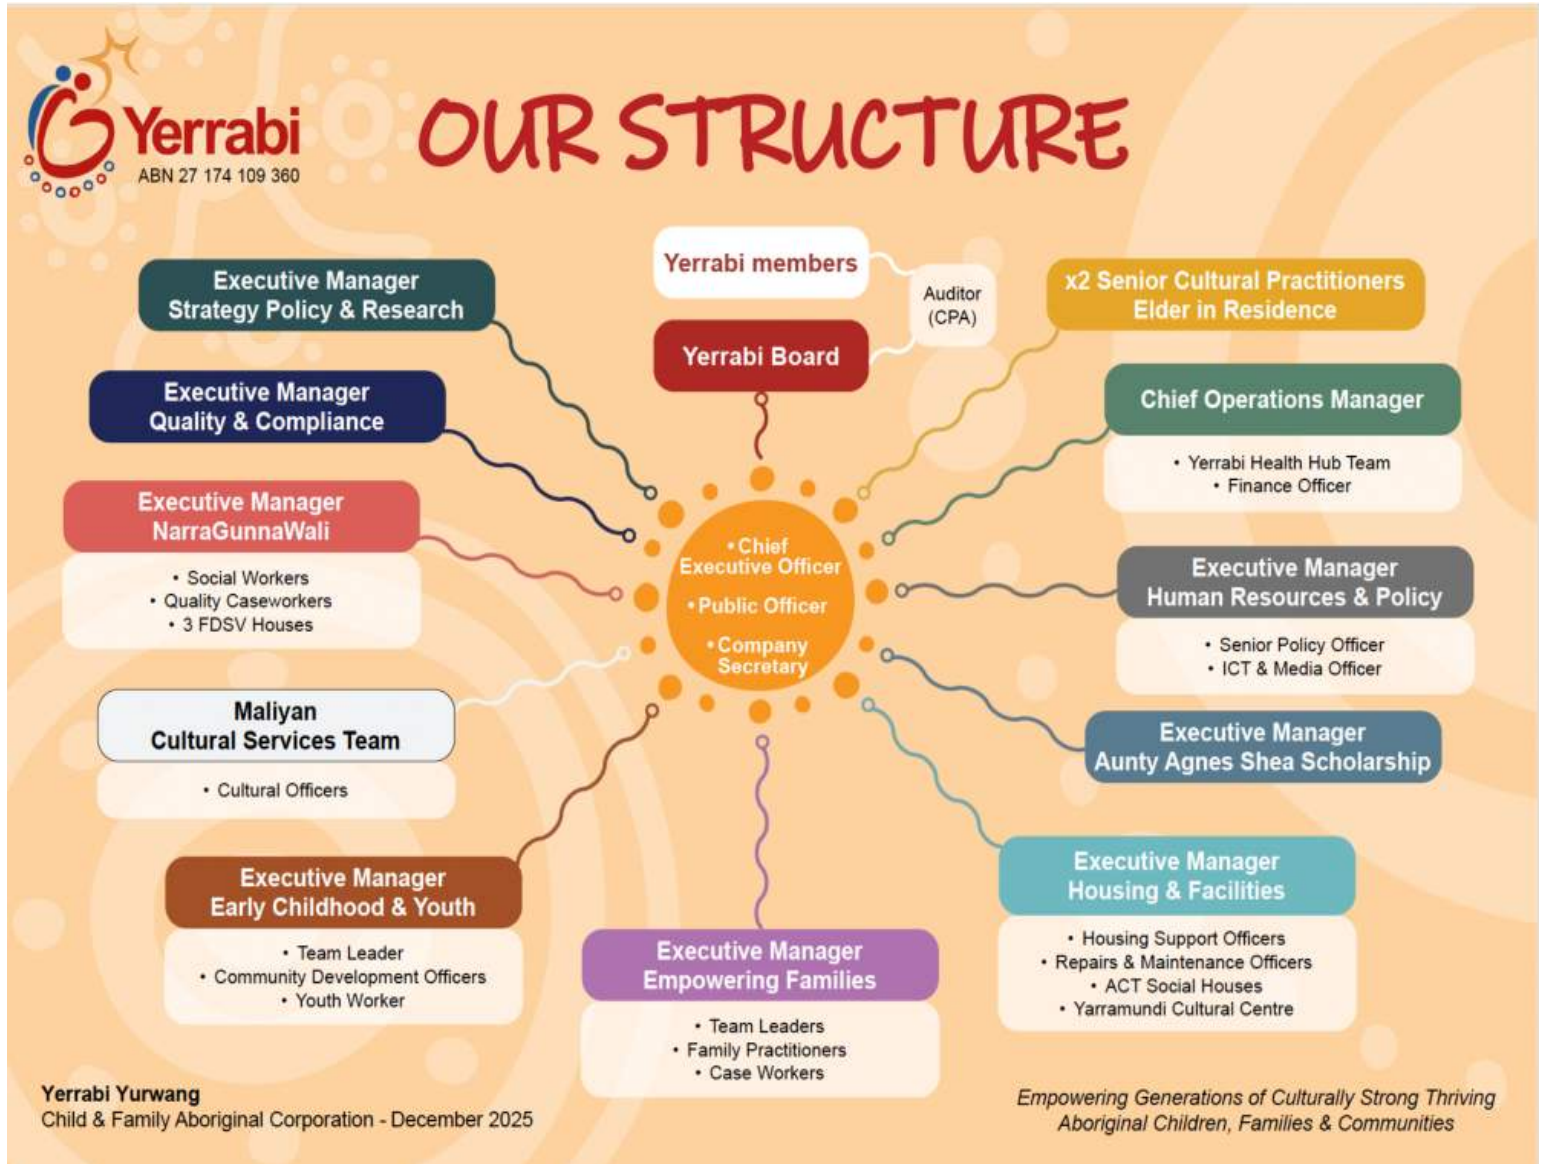 Yerrabi
ABN 27 174 109 360
OUR STRUCTURE
Yerrabi members
Auditor
(CPA)
Yerrabi Board
Executive Manager
Strategy Policy & Research
Executive Manager
Quality & Compliance
Executive Manager
NarraGunnaWali
• Social Workers
• Quality Caseworkers
• 3 FDSV Houses
Maliyan
Cultural Services Team
• Cultural Officers
Executive Manager
Early Childhood & Youth
• Team Leader
• Community Development Officers
• Youth Worker
• Chief
Executive Officer
• Public Officer
• Company
Secretary
Executive Manager
Empowering Families
• Team Leaders
• Family Practitioners
• Case Workers
x2 Senior Cultural Practitioners
Elder in Residence
Chief Operations Manager
• Yerrabi Health Hub Team
• Finance Officer
Executive Manager
Human Resources & Policy
• Senior Policy Officer
• ICT & Media Officer
Executive Manager
Aunty Agnes Shea Scholarship
Executive Manager
Housing & Facilities
• Housing Support Officers
• Repairs & Maintenance Officers
• ACT Social Houses
• Yarramundi Cultural Centre
Yerrabi Yurwang
Child & Family Aboriginal Corporation - December 2025
Empowering Generations of Culturally Strong Thriving
Aboriginal Children, Families & Communities